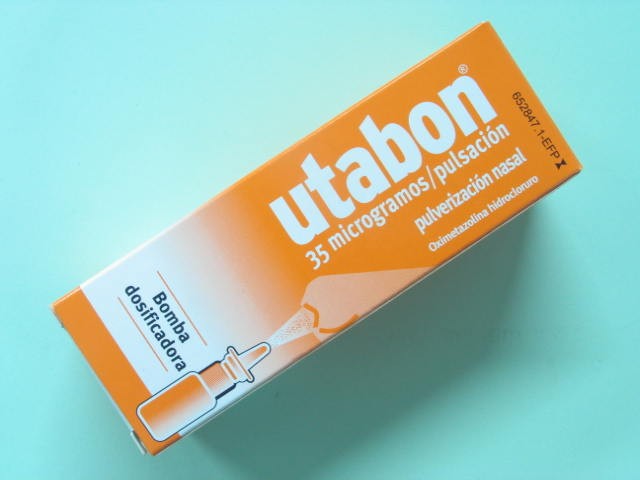 utabon®
35 microgramos/pulsación
pulverización nasal
Oximetazolina hidrocloruro
652847.1-EFP
Bomba
dosificadora